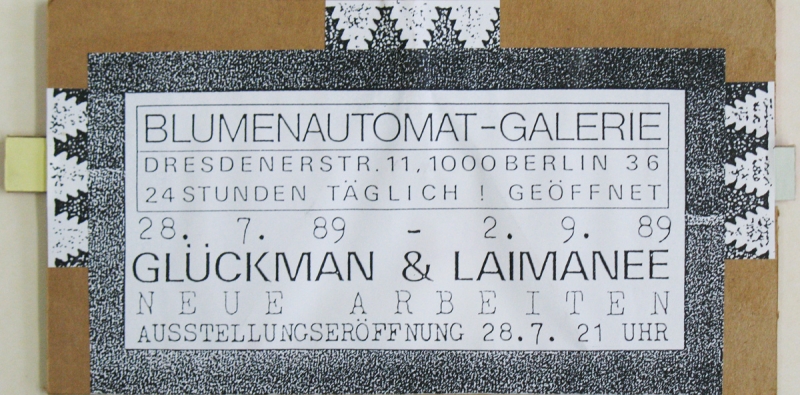 BLUMENAUTOMAT-GALERIE
DRESDENERSTR.11,1000 BERLIN 36
24 STUNDEN TÄGLICH ! GEÖFFNET
28. 7. 89 - 2. 9. 89
GLÜCKMAN & LAIMANEE
NEUE ARBEITEN
AUSSTELLUNGSERÖFFNUNG 28.7. 21 UHR